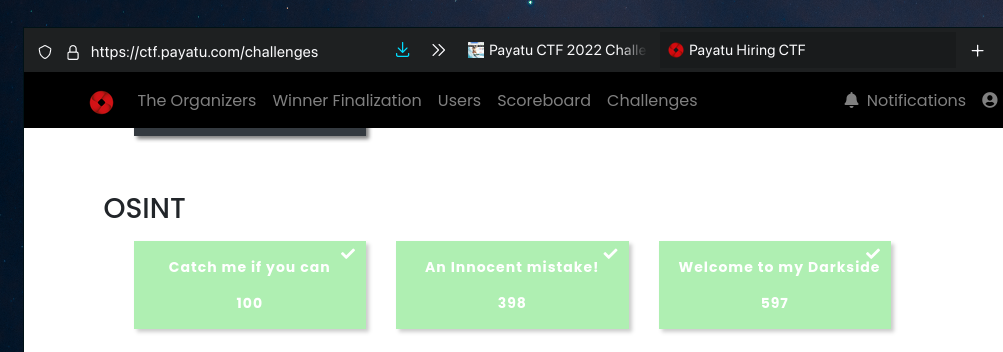 https://ctf.payatu.com/challenges Payatu CTF 2022 Challe Payatu Hiring CTF
The Organizers Winner Finalization Users Scoreboard Challenges Notifications
OSINT
Catch me if you can An Innocent mistake! Welcome to my Darkside
100 398 597